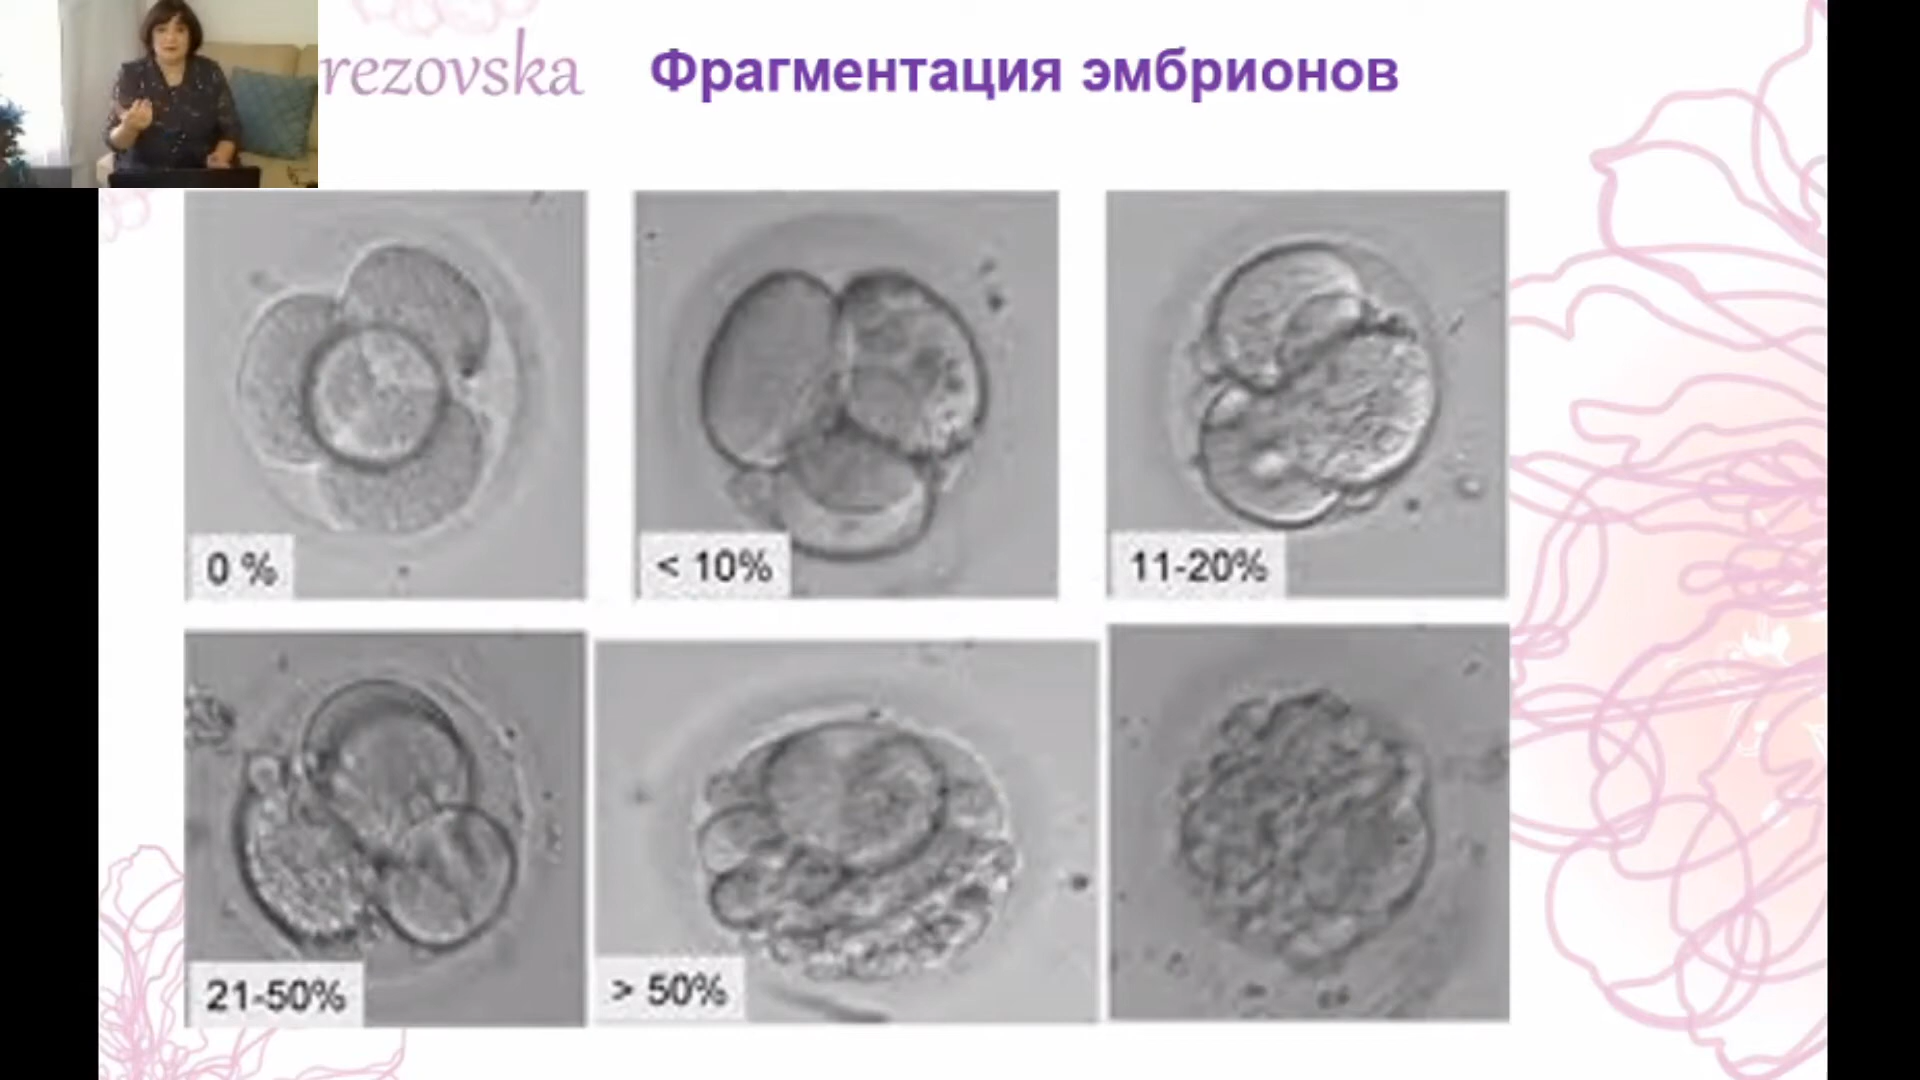 rezovska
Фрагментация эмбрионов
0 %
< 10%
11-20%
21-50%
> 50%